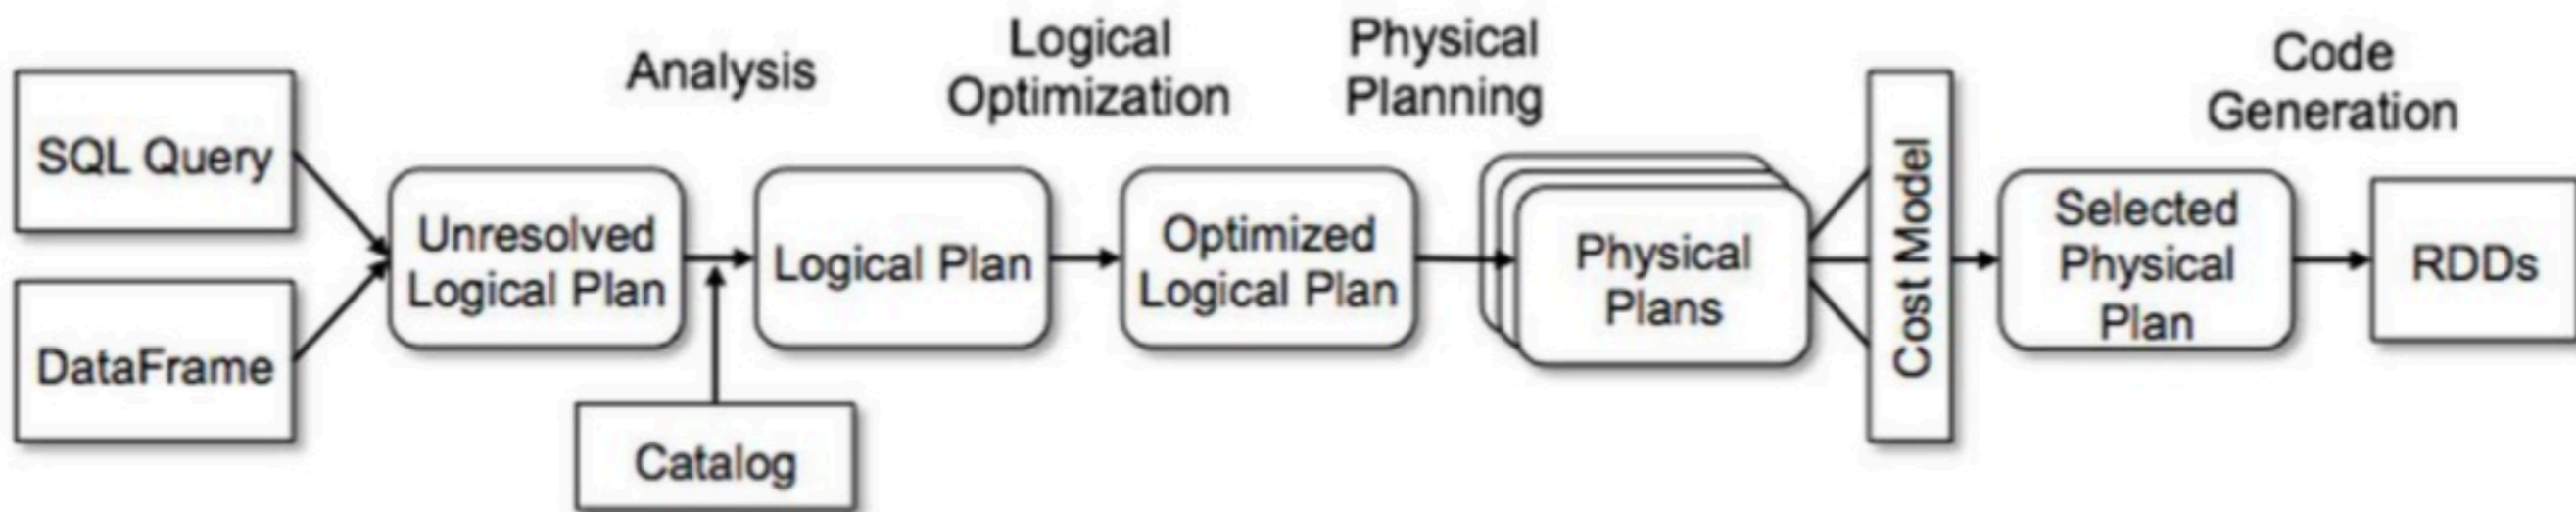 SQL Query
DataFrame
Unresolved
Logical Plan
Analysis
Catalog
Logical Plan
Logical
Optimization
Optimized
Logical Plan
Physical
Planning
Physical
Plans
Cost Model
Selected
Physical
Plan
Code
Generation
RDDs